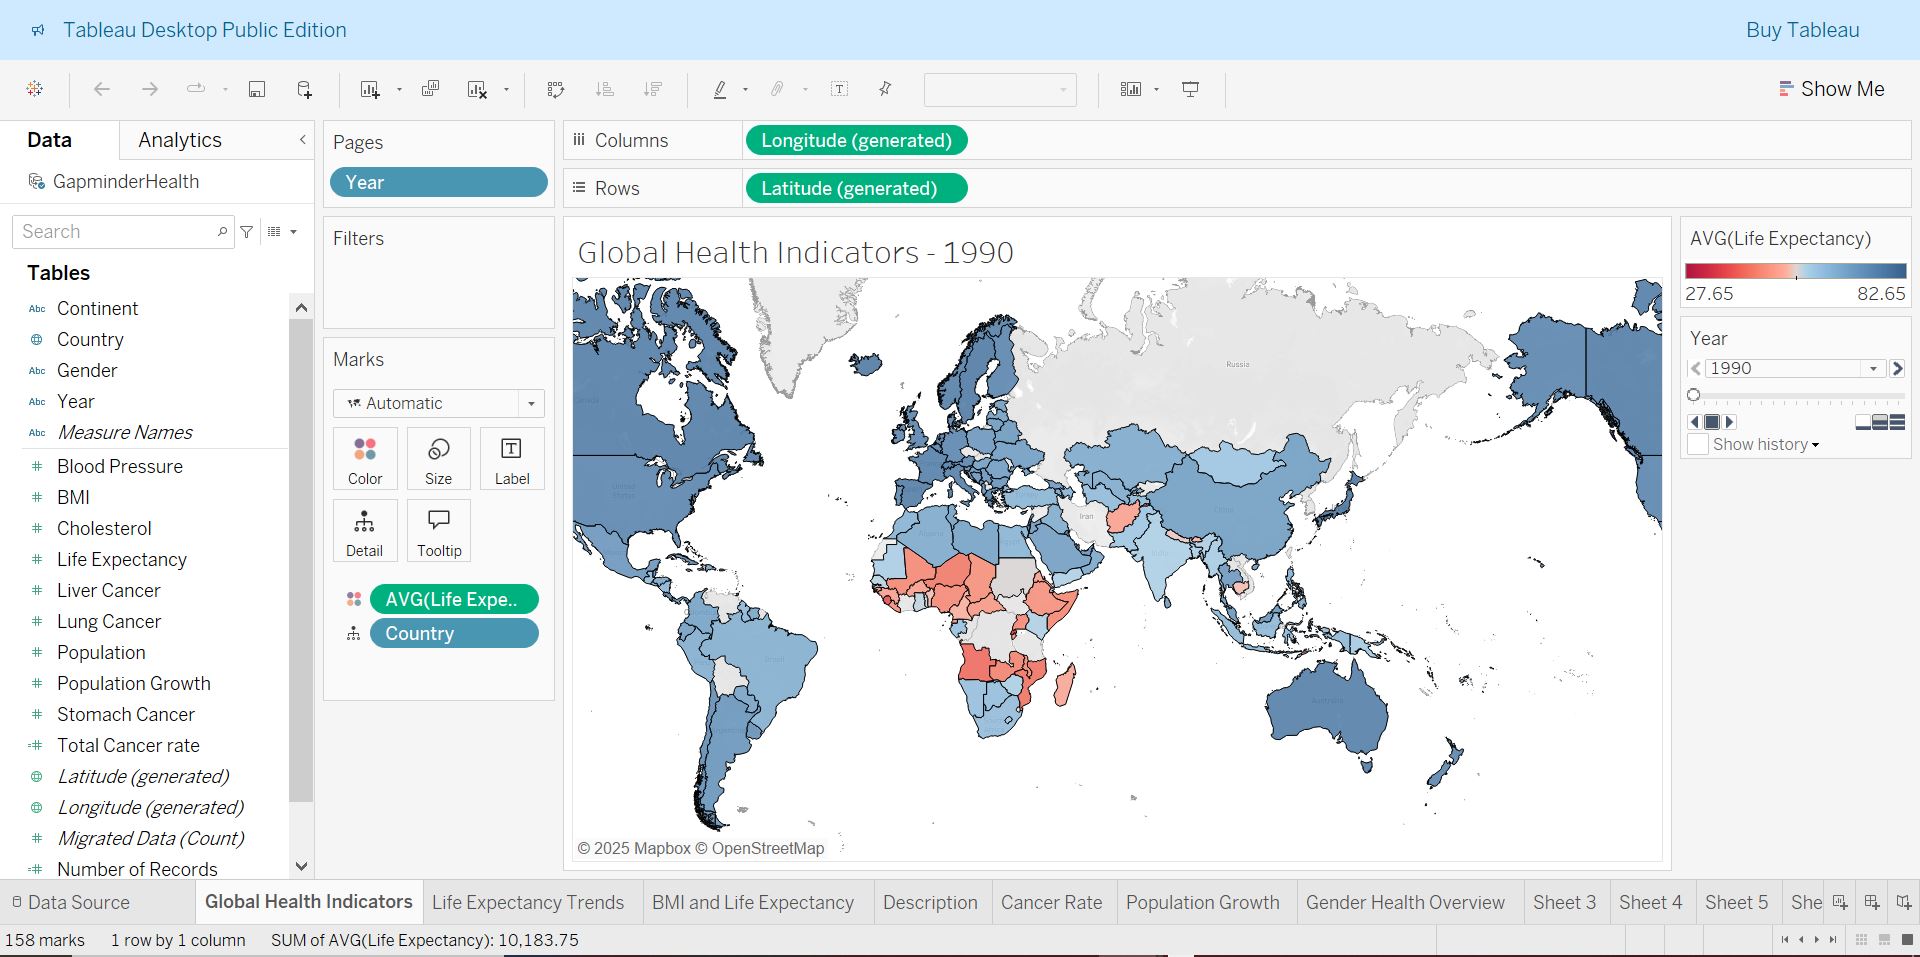 Tableau Desktop Public Edition
Buy Tableau
Show Me
Data
Analytics
GapminderHealth
Search
Tables
Abc Continent
Country
Abc Gender
Abc Year
Abc Measure Names
# Blood Pressure
# BMI
# Cholesterol
# Life Expectancy
# Liver Cancer
# Lung Cancer
# Population
# Population Growth
# Stomach Cancer
=# Total Cancer rate
Latitude (generated)
Longitude (generated)
# Migrated Data (Count)
=# Number of Records
Pages
Year
Filters
Marks
Automatic
Color
Size
Label
Detail
Tooltip
AVG(Life Expe..
Country
Columns
Longitude (generated)
Rows
Latitude (generated)
Global Health Indicators - 1990
Russia
Canada
United
States
Iran
China
India
Algeria
Brazil
Argentina
Australia
© 2025 Mapbox © OpenStreetMap
AVG(Life Expectancy)
27.65
82.65
Year
1990
Show history
Data Source
Global Health Indicators
Life Expectancy Trends
BMI and Life Expectancy
Description
Cancer Rate
Population Growth
Gender Health Overview
Sheet 3
Sheet 4
Sheet 5
She
158 marks
1 row by 1 column
SUM of AVG(Life Expectancy): 10,183.75